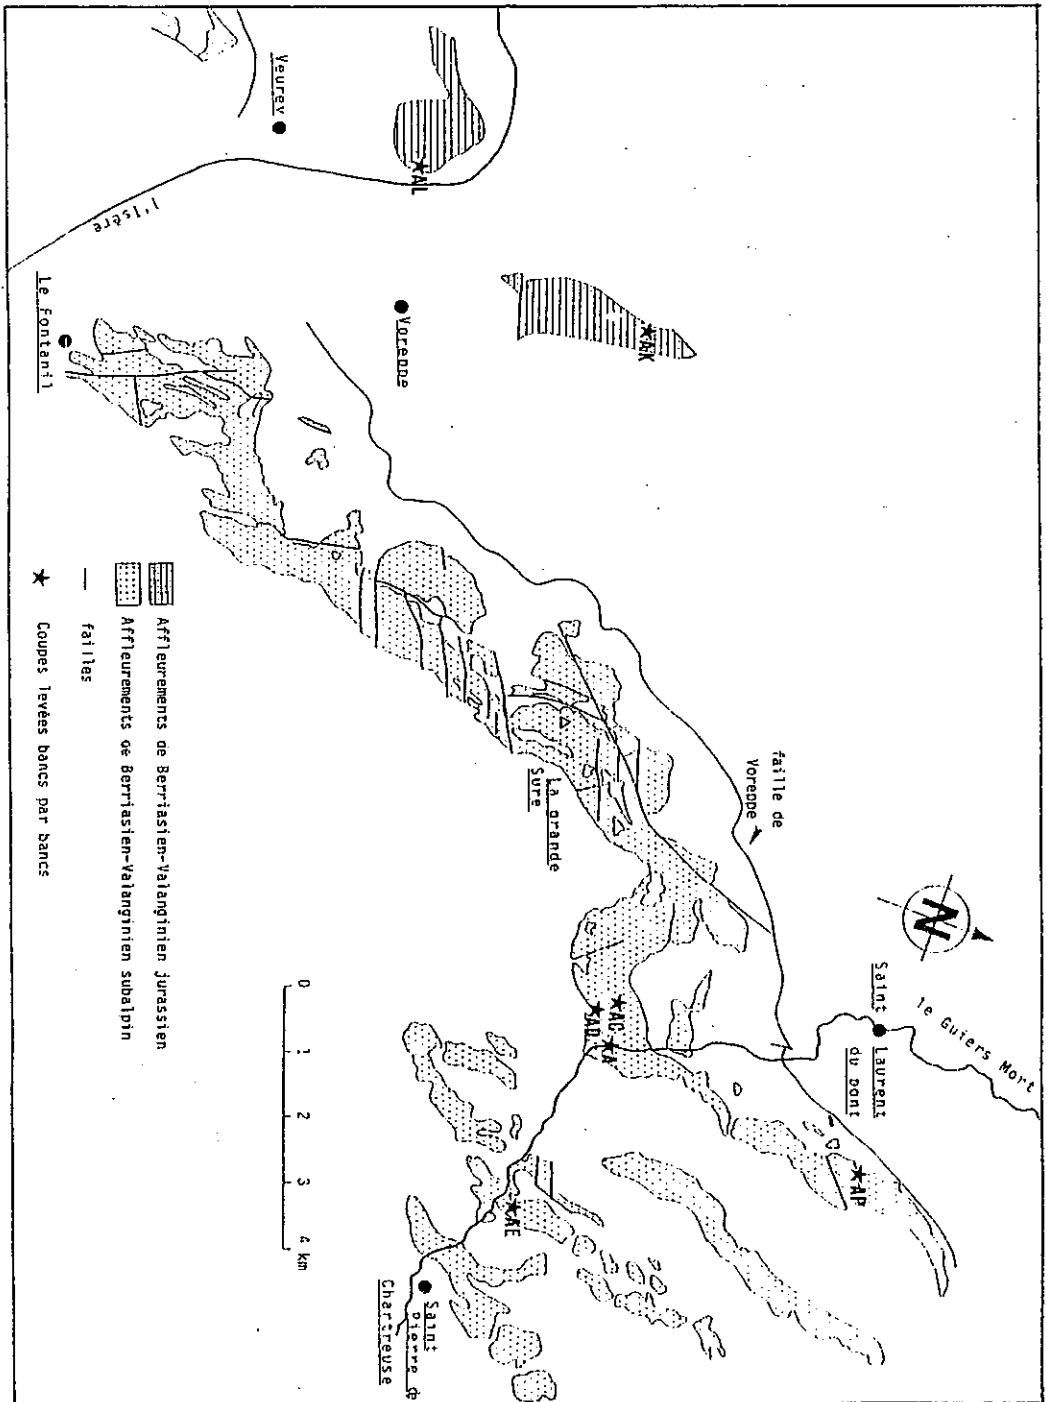 Veurey
AL
l'Isère
Le Fontanil
Voreppe
AK
La grande
Sure
faille de
Voreppe
N
Saint Laurent
du pont
le Guiers Mort
AC
AD
A
AP
AE
Saint
Pierre de
Chartreuse
0 1 2 3 4 km
Affleurements de Berriasien-Valanginien jurassien
Affleurements de Berriasien-Valanginien subalpin
failles
Coupes levées bancs par bancs